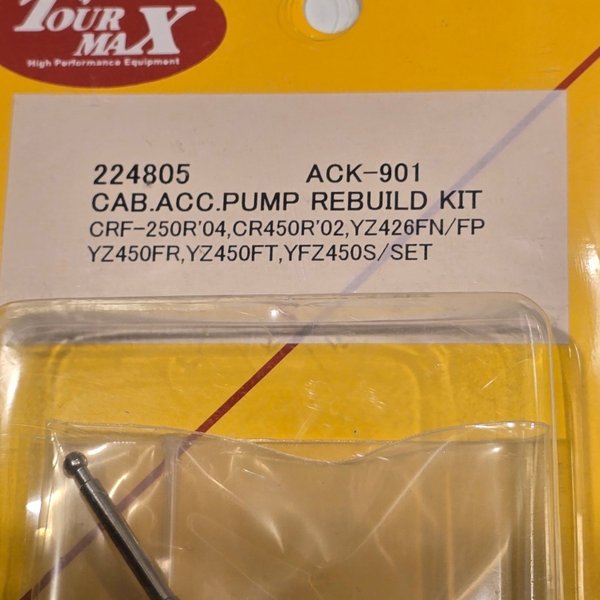 TOUR
MAX
High Performance Equipment
224805 ACK-901
CAB.ACC.PUMP REBUILD KIT
CRF-250R'04,CR450R'02,YZ426FN/FP
YZ450FR,YZ450FT,YFZ450S/SET